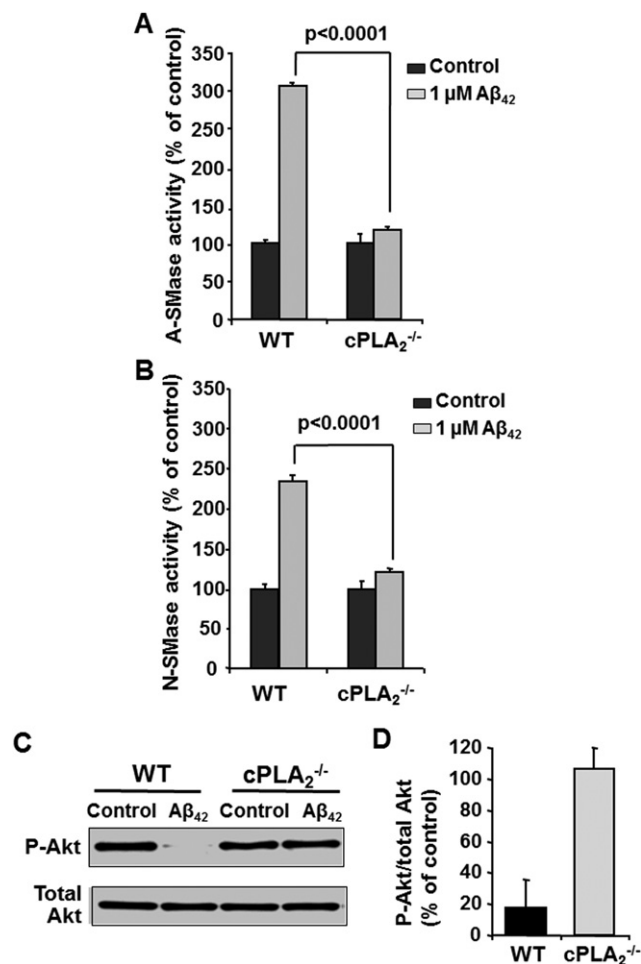 A
p<0.0001
Control
1 µM Aβ42
A-SMase activity (% of control)
350
300
250
200
150
100
50
0
WT cPLA2-/-
B
p<0.0001
Control
1 µM Aβ42
N-SMase activity (% of control)
350
300
250
200
150
100
50
0
WT cPLA2-/-
C
WT cPLA2-/-
Control Aβ42 Control Aβ42
P-Akt
Total
Akt
D
P-Akt/total Akt
(% of control)
120
100
80
60
40
20
0
WT cPLA2-/-